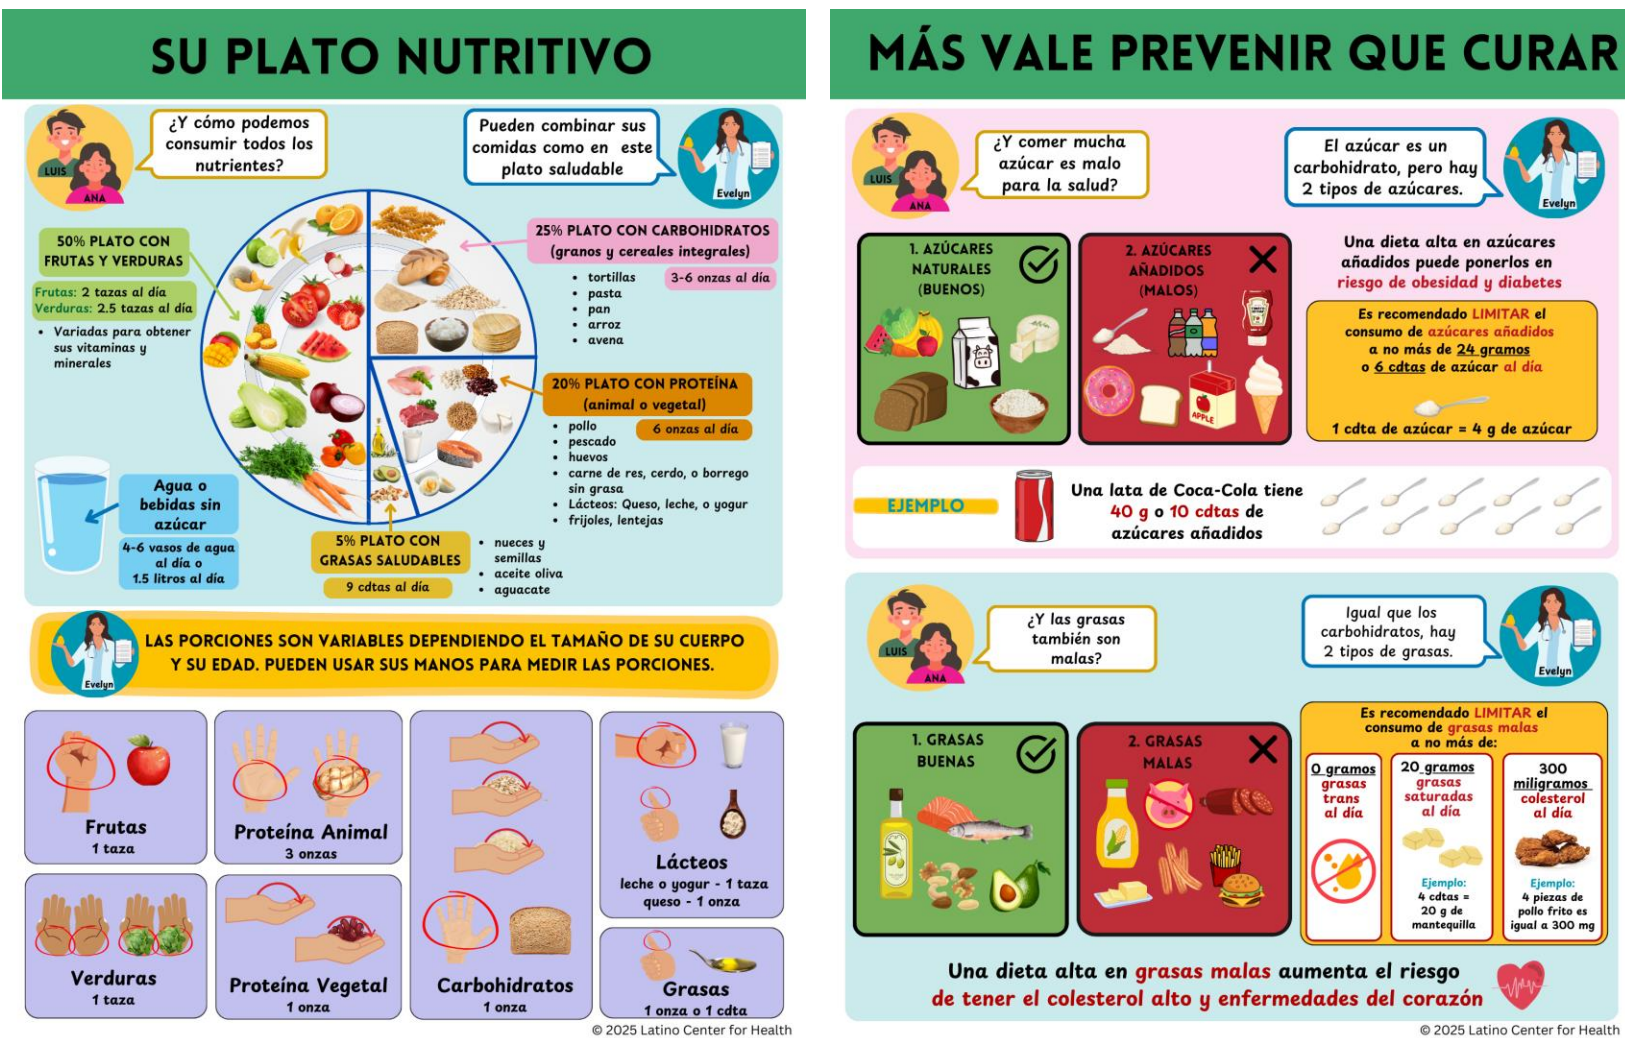 SU PLATO NUTRITIVO
¿Y cómo podemos
consumir todos los
nutrientes?
LUIS
ANA
Pueden combinar sus
comidas como en este
plato saludable
Evelyn
50% PLATO CON
FRUTAS Y VERDURAS
Frutas: 2 tazas al día
Verduras: 2.5 tazas al día
• Variadas para obtener
sus vitaminas y
minerales
25% PLATO CON CARBOHIDRATOS
(granos y cereales integrales)
3-6 onzas al día
• tortillas
• pasta
• pan
• arroz
• avena
20% PLATO CON PROTEÍNA
(animal o vegetal)
6 onzas al día
• pollo
• pescado
• huevos
• carne de res, cerdo, o borrego
sin grasa
• Lácteos: Queso, leche, o yogur
• frijoles, lentejas
Agua o
bebidas sin
azúcar
4-6 vasos de agua
al día o
1.5 litros al día
5% PLATO CON
GRASAS SALUDABLES
9 cdtas al día
• nueces y
semillas
• aceite oliva
• aguacate
Evelyn
LAS PORCIONES SON VARIABLES DEPENDIENDO EL TAMAÑO DE SU CUERPO
Y SU EDAD. PUEDEN USAR SUS MANOS PARA MEDIR LAS PORCIONES.
Frutas
1 taza
Proteína Animal
3 onzas
Verduras
1 taza
Proteína Vegetal
1 onza
Carbohidratos
1 onza
Lácteos
leche o yogur - 1 taza
queso - 1 onza
Grasas
1 onza o 1 cdta
© 2025 Latino Center for Health
MÁS VALE PREVENIR QUE CURAR
LUIS
ANA
¿Y comer mucha
azúcar es malo
para la salud?
El azúcar es un
carbohidrato, pero hay
2 tipos de azúcares.
Evelyn
1. AZÚCARES
NATURALES
(BUENOS)
2. AZÚCARES
AÑADIDOS
(MALOS)
APPLE
Una dieta alta en azúcares
añadidos puede ponerlos en
riesgo de obesidad y diabetes
Es recomendado LIMITAR el
consumo de azúcares añadidos
a no más de 24 gramos
o 6 cdtas de azúcar al día
1 cdta de azúcar = 4 g de azúcar
EJEMPLO
Una lata de Coca-Cola tiene
40 g o 10 cdtas de
azúcares añadidos
LUIS
ANA
¿Y las grasas
también son
malas?
Igual que los
carbohidratos, hay
2 tipos de grasas.
Evelyn
1. GRASAS
BUENAS
2. GRASAS
MALAS
Es recomendado LIMITAR el
consumo de grasas malas
a no más de:
0 gramos
grasas
trans
al día
20 gramos
grasas
saturadas
al día
Ejemplo:
4 cdtas =
20 g de
mantequilla
300
miligramos
colesterol
al día
Ejemplo:
4 piezas de
pollo frito es
igual a 300 mg
Una dieta alta en grasas malas aumenta el riesgo
de tener el colesterol alto y enfermedades del corazón
© 2025 Latino Center for Health